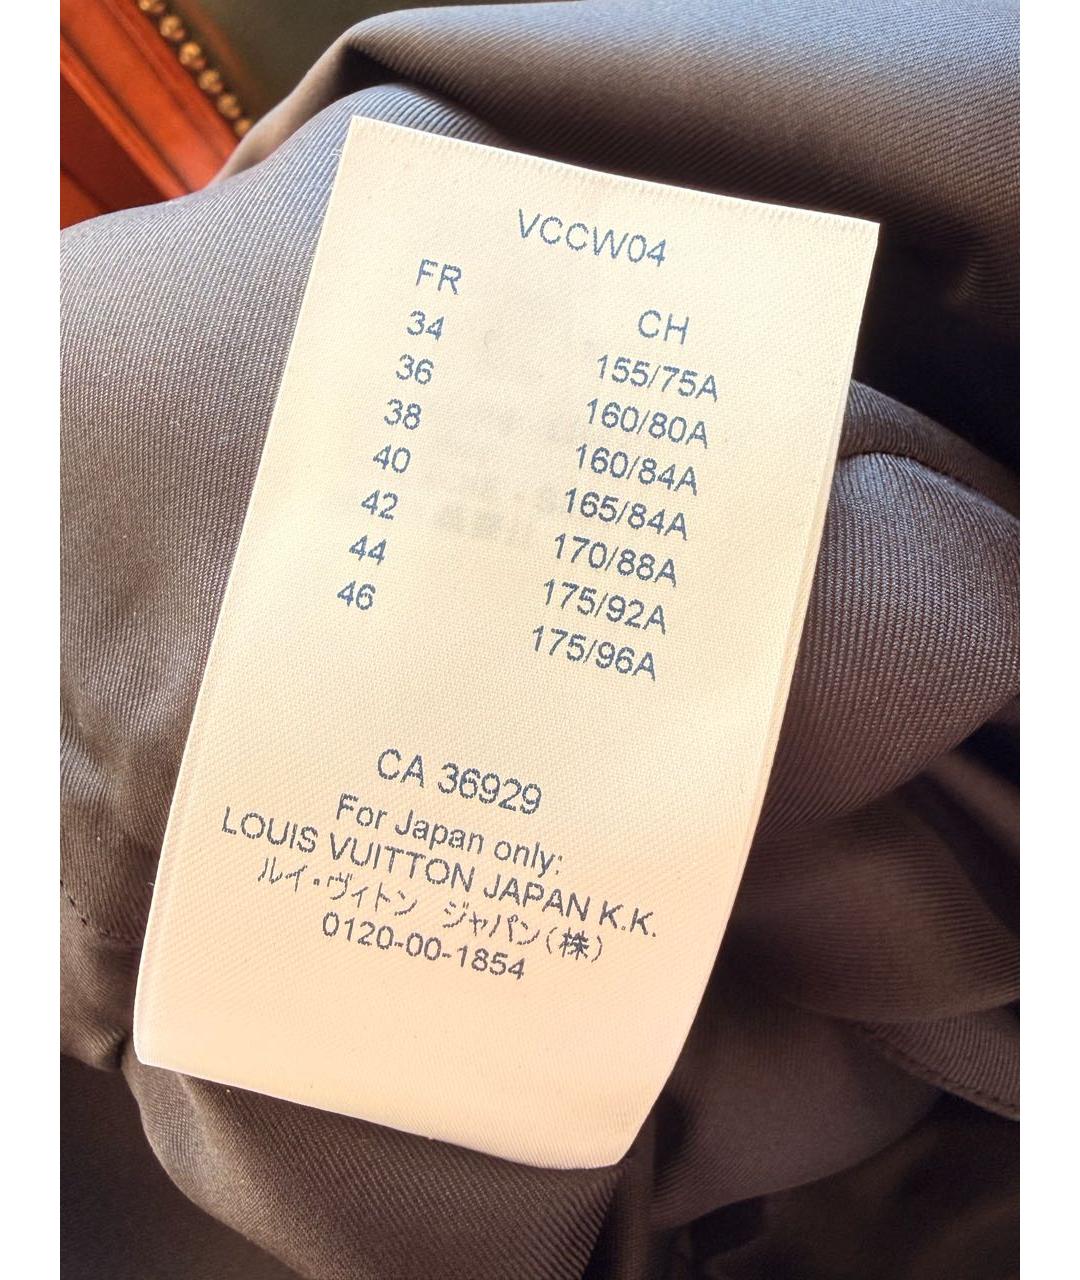 VCCW04
FR CH
34 155/75A
36 160/80A
38 160/84A
40 165/84A
42 170/88A
44 175/92A
46 175/96A
CA 36929
For Japan only:
LOUIS VUITTON JAPAN K.K.
ルイ・ヴィトン ジャパン(株)
0120-00-1854